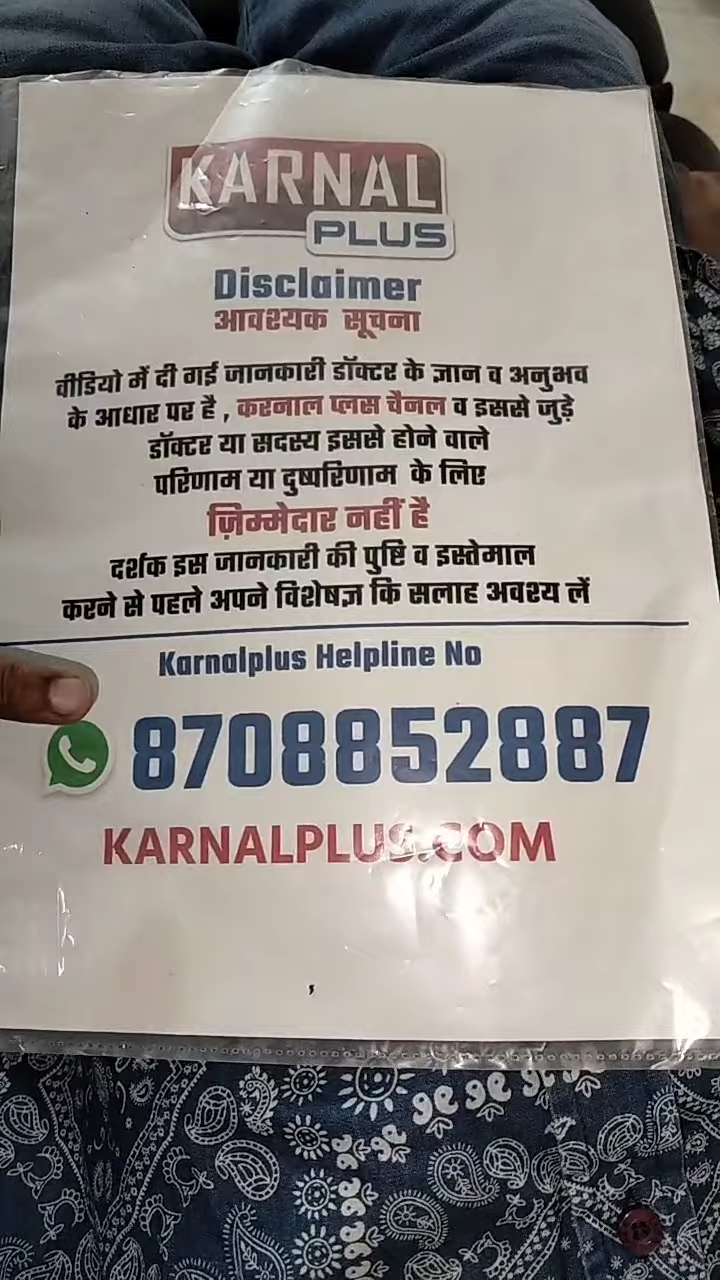 KARNAL
PLUS
Disclaimer
आवश्यक सूचना
वीडियो में दी गई जानकारी डॉक्टर के ज्ञान व अनुभव
के आधार पर है , करनाल प्लस चैनल व इससे जुड़े
डॉक्टर या सदस्य इससे होने वाले
परिणाम या दुष्परिणाम के लिए
ज़िम्मेदार नहीं है
दर्शक इस जानकारी की पुष्टि व इस्तेमाल
करने से पहले अपने विशेषज्ञ कि सलाह अवश्य लें
Karnalplus Helpline No
8708852887
KARNALPLUS.COM